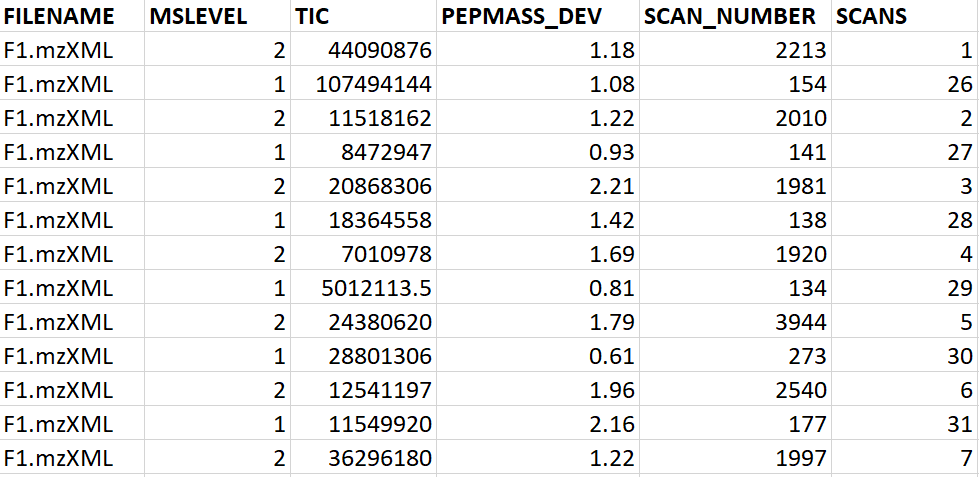 FILENAME MSLEVEL TIC PEPMASS_DEV SCAN_NUMBER SCANS
F1.mzXML 2 44090876 1.18 2213 1
F1.mzXML 1 107494144 1.08 154 26
F1.mzXML 2 11518162 1.22 2010 2
F1.mzXML 1 8472947 0.93 141 27
F1.mzXML 2 20868306 2.21 1981 3
F1.mzXML 1 18364558 1.42 138 28
F1.mzXML 2 7010978 1.69 1920 4
F1.mzXML 1 5012113.5 0.81 134 29
F1.mzXML 2 24380620 1.79 3944 5
F1.mzXML 1 28801306 0.61 273 30
F1.mzXML 2 12541197 1.96 2540 6
F1.mzXML 1 11549920 2.16 177 31
F1.mzXML 2 36296180 1.22 1997 7